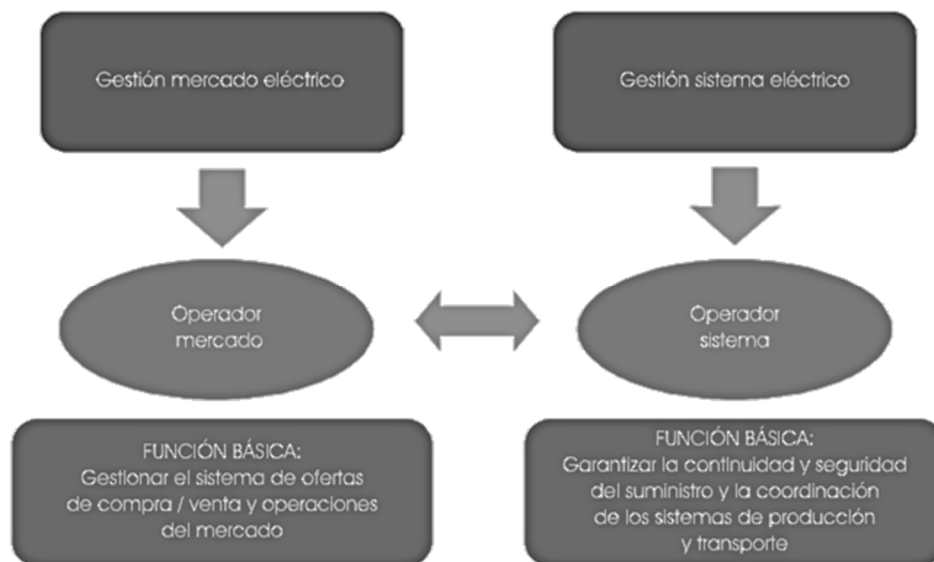 Gestión mercado eléctrico
Gestión sistema eléctrico
Operador
mercado
Operador
sistema
FUNCIÓN BÁSICA:
Gestionar el sistema de ofertas
de compra / venta y operaciones
del mercado
FUNCIÓN BÁSICA:
Garantizar la continuidad y seguridad
del suministro y la coordinación
de los sistemas de producción
y transporte